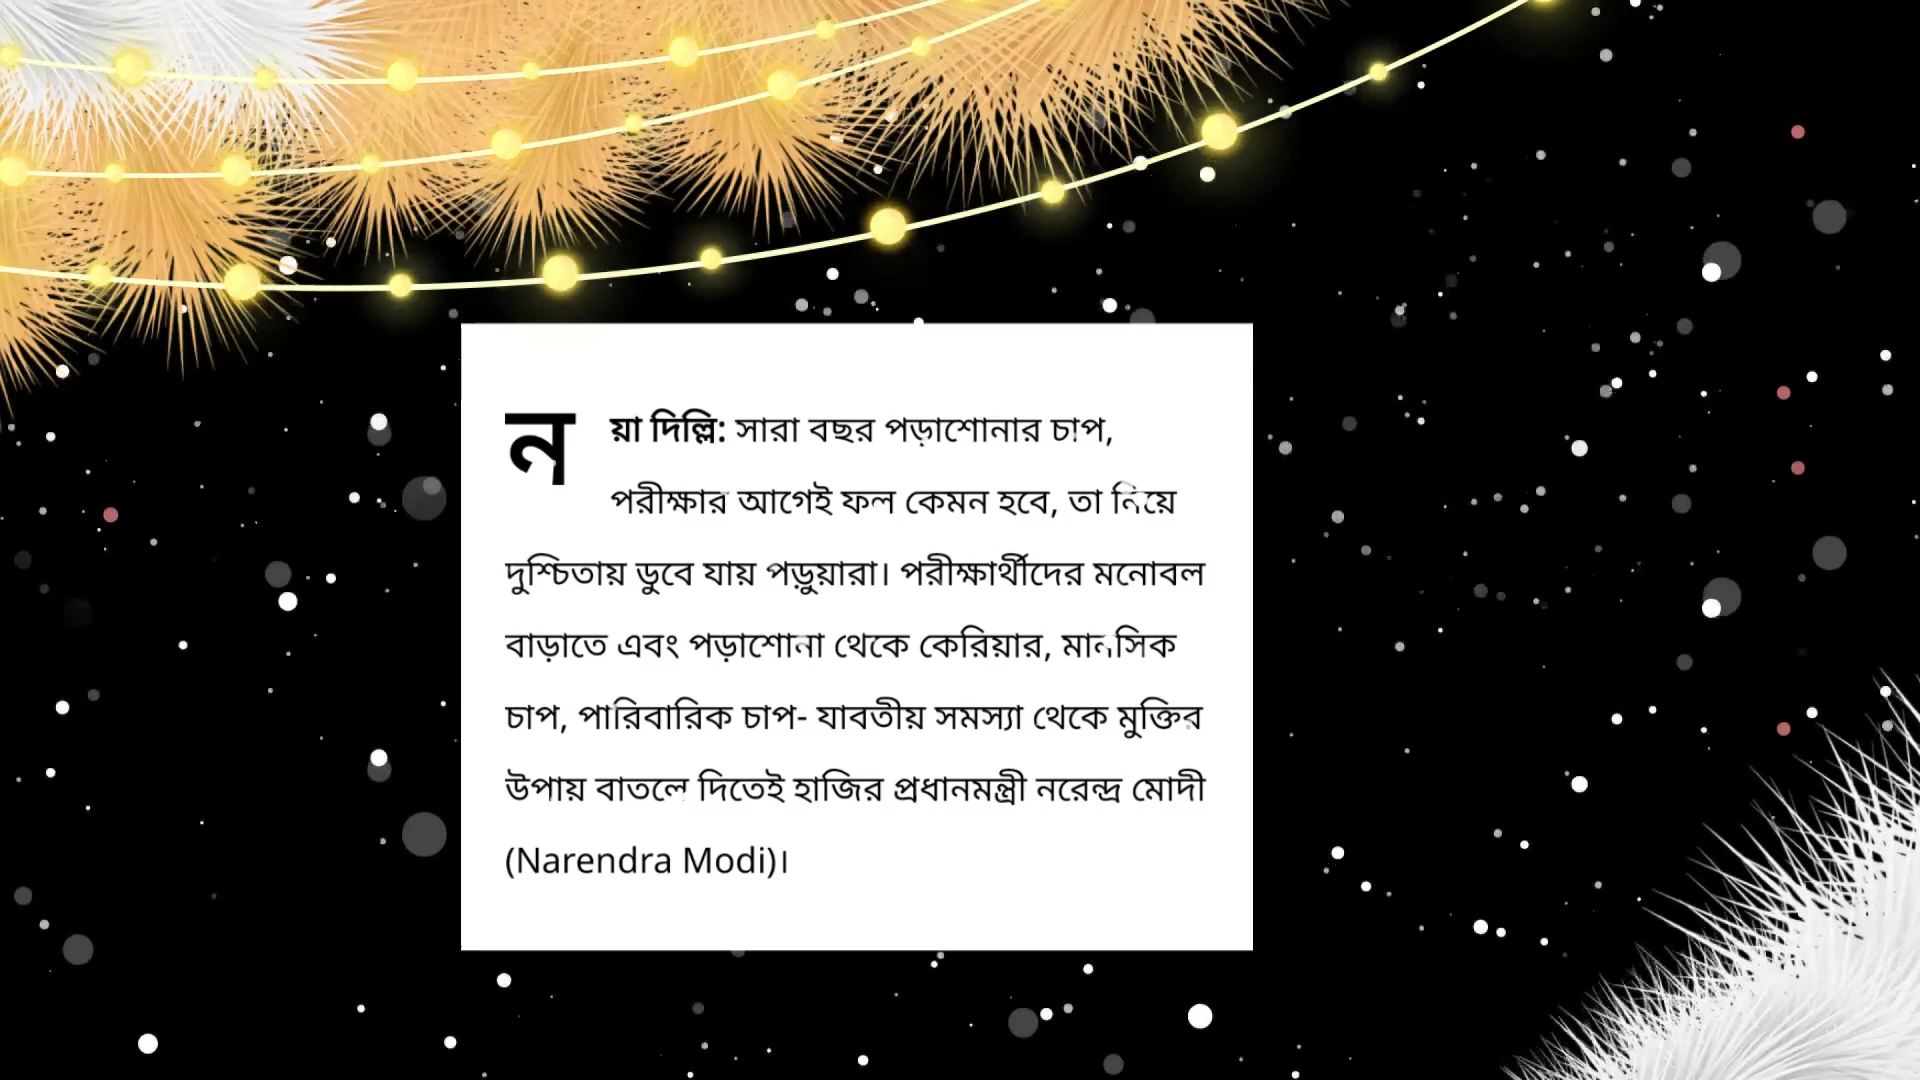 নয়া দিল্লি: সারা বছর পড়াশোনার চাপ,
পরীক্ষার আগেই ফল কেমন হবে, তা নিয়ে
দুশ্চিতায় ডুবে যায় পড়ুয়ারা। পরীক্ষার্থীদের মনোবল
বাড়াতে এবং পড়াশোনা থেকে কেরিয়ার, মানসিক
চাপ, পারিবারিক চাপ- যাবতীয় সমস্যা থেকে মুক্তির
উপায় বাতলে দিতেই হাজির প্রধানমন্ত্রী নরেন্দ্র মোদী
(Narendra Modi)।